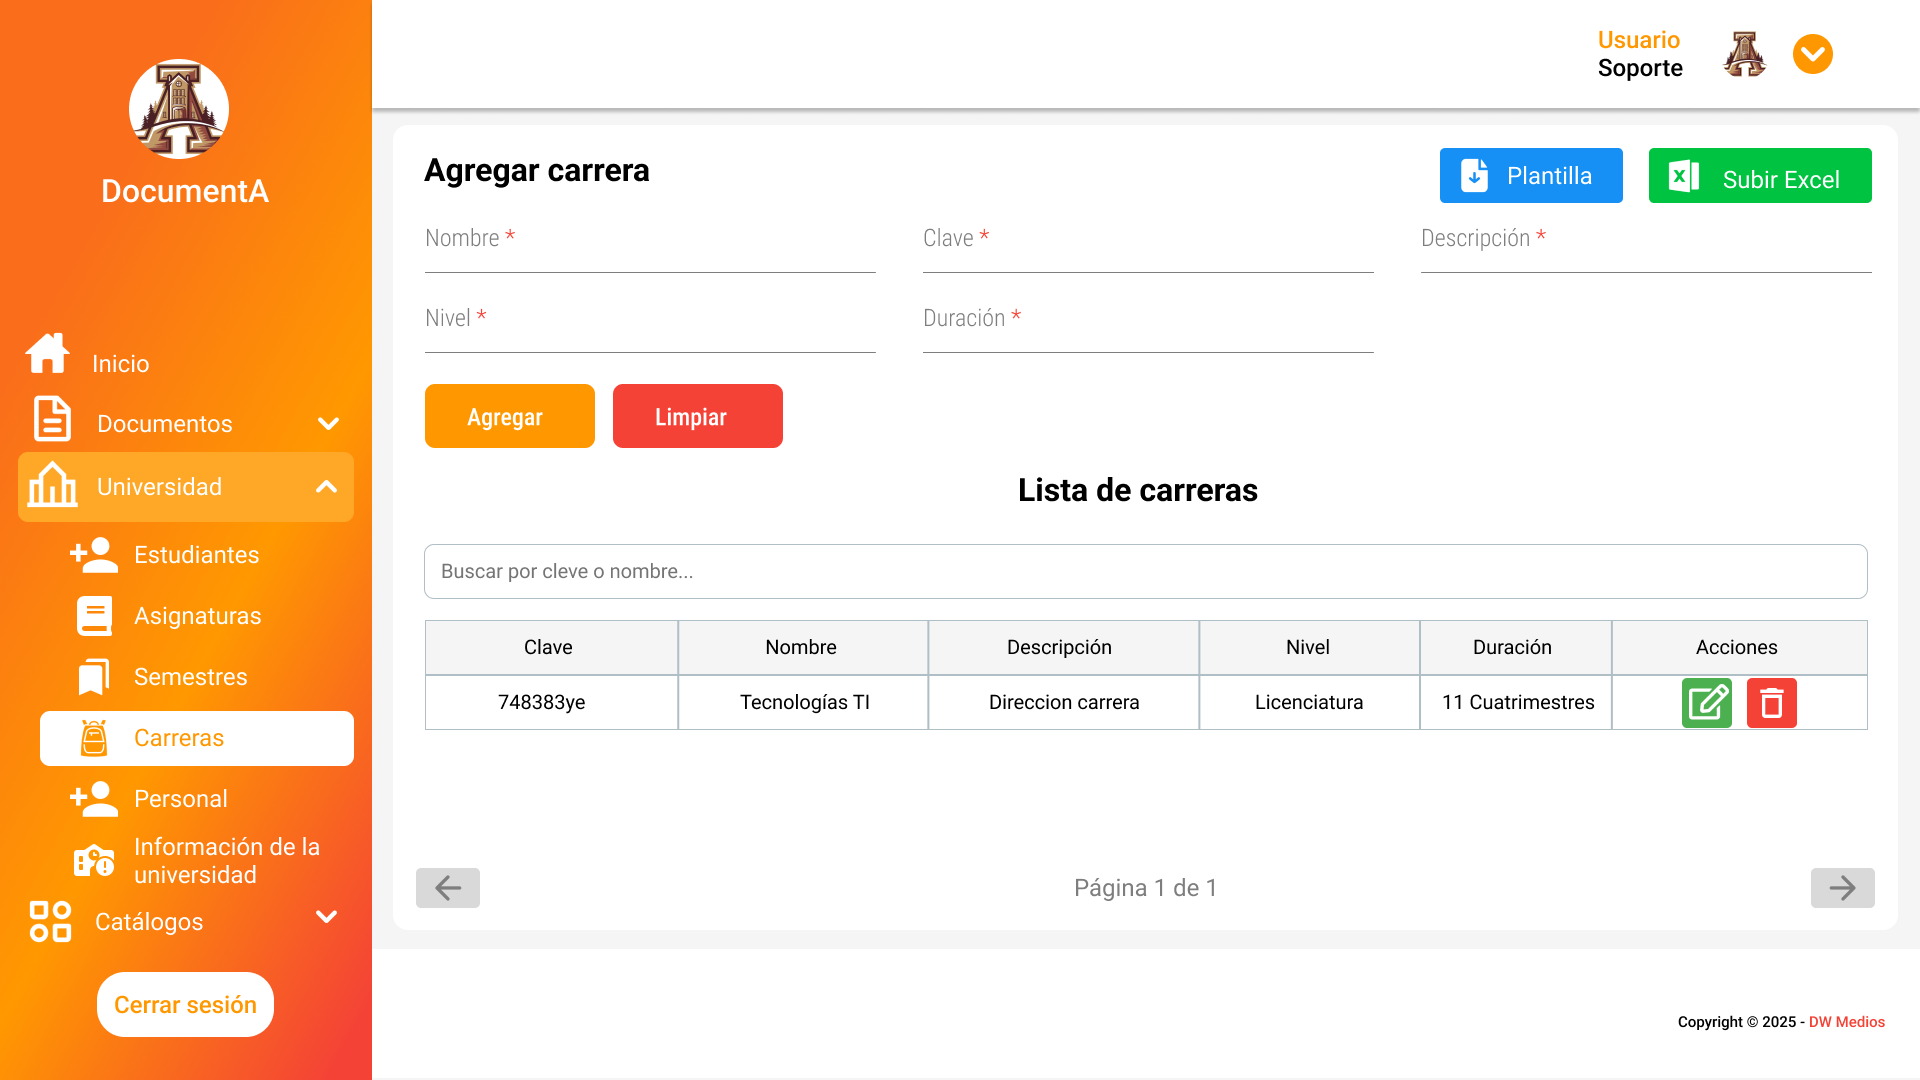 DocumentA
Inicio
Documentos
Universidad
Estudiantes
Asignaturas
Semestres
Carreras
Personal
Información de la
universidad
Catálogos
Cerrar sesión
Usuario
Soporte
Agregar carrera
Plantilla
Subir Excel
Nombre *
Clave *
Descripción *
Nivel *
Duración *
Agregar
Limpiar
Lista de carreras
Buscar por cleve o nombre...
Clave Nombre Descripción Nivel Duración Acciones
748383ye Tecnologías TI Direccion carrera Licenciatura 11 Cuatrimestres
Página 1 de 1
Copyright © 2025 - DW Medios